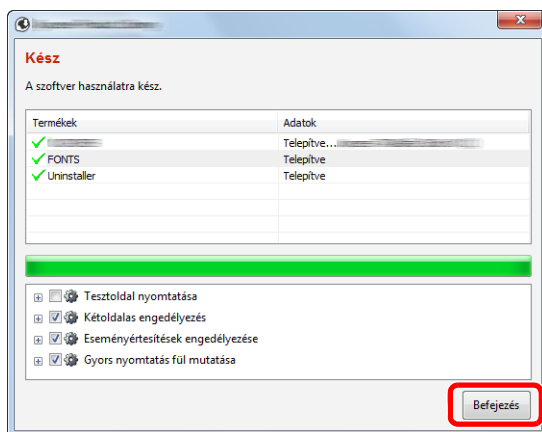 Kész
A szoftver használatra kész.
Termékek Adatok
Telepítve...
FONTS Telepítve
Uninstaller Telepítve
Tesztoldal nyomtatása
Kétoldalas engedélyezés
Eseményértesítések engedélyezése
Gyors nyomtatás fül mutatása
Befejezés